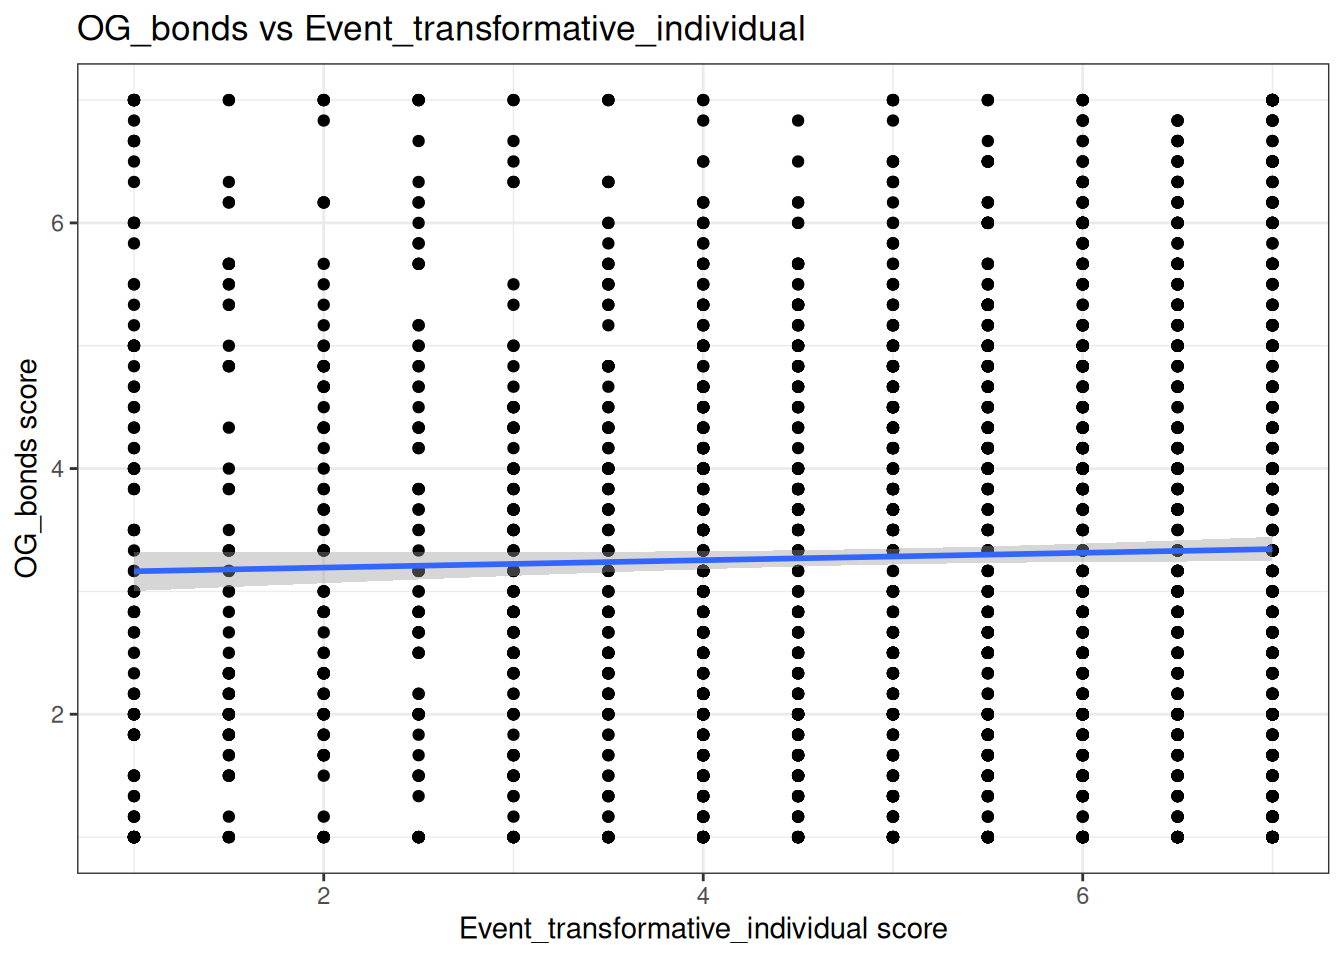 OG_bonds vs Event_transformative_individual
6
4
2
OG_bonds score
2 4 6
Event_transformative_individual score